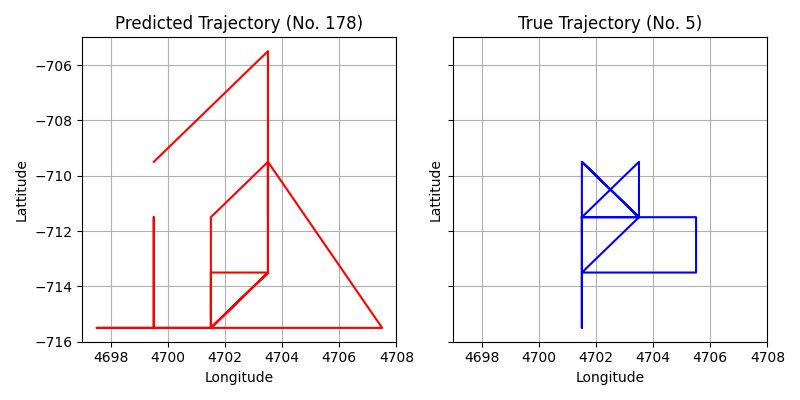 Predicted Trajectory (No. 178)
Lattitude
−706
−708
−710
−712
−714
−716
4698 4700 4702 4704 4706 4708
Longitude
True Trajectory (No. 5)
Lattitude
4698 4700 4702 4704 4706 4708
Longitude